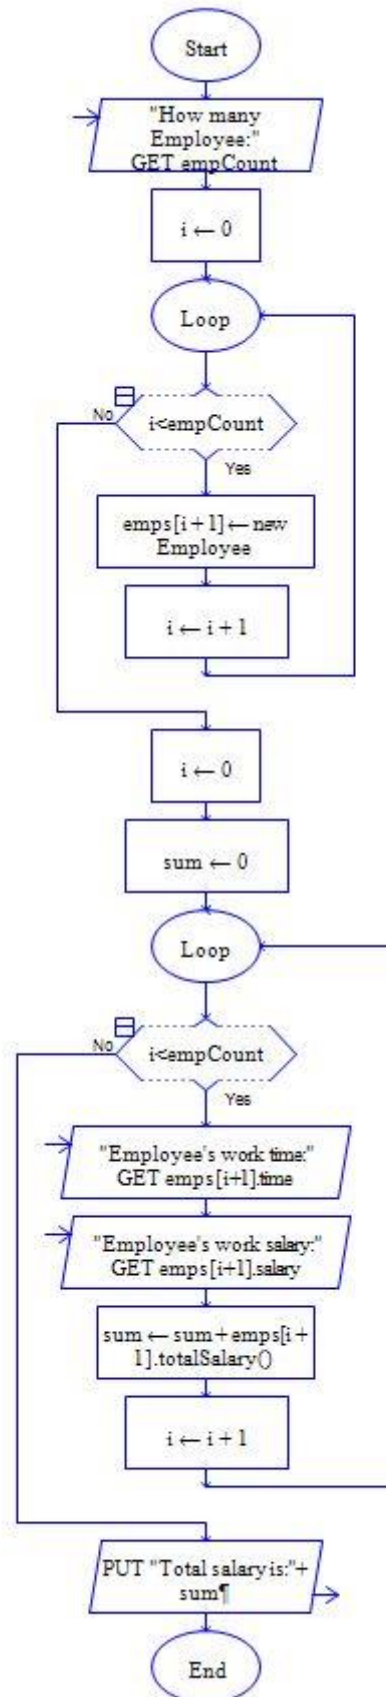 Start
"How many
Employee:"
GET empCount
i ← 0
Loop
No
i<empCount
Yes
emps[i + 1] ← new
Employee
i ← i + 1
i ← 0
sum ← 0
Loop
No
i<empCount
Yes
"Employee's work time:"
GET emps[i+1].time
"Employee's work salary:"
GET emps[i+1].salary
sum ← sum + emps[i +
1].totalSalary()
i ← i + 1
PUT "Total salary is:"+
sum¶
End